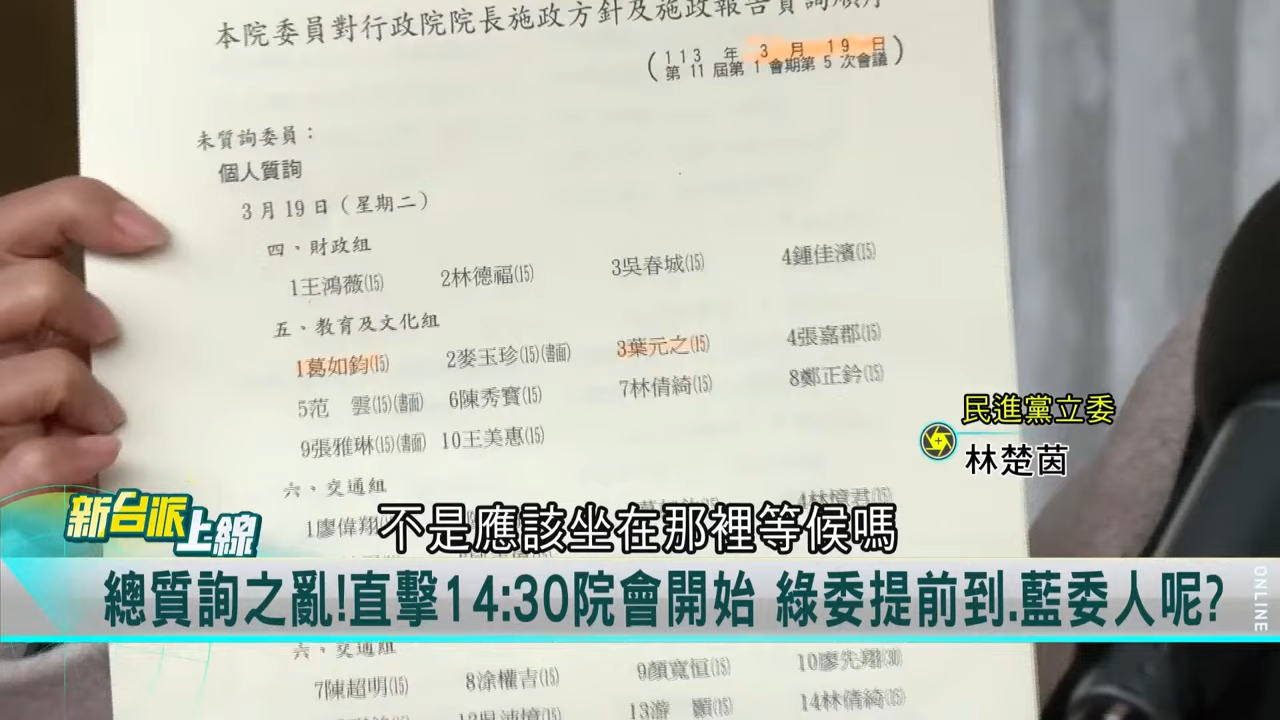 本院委員對行政院院長施政方針及施政報告質詢順序
(113年3月19日
第11屆第1會期第5次會議)
未質詢委員：
個人質詢
3月19日（星期二）
四、財政組
1王鴻薇(15) 2林德福(15) 3吳春城(15) 4鍾佳濱(15)
五、教育及文化組
1葛如鈞(15) 2麥玉珍(15)(書面) 3葉元之(15) 4張嘉郡(15)
5范 雲(15)(書面) 6陳秀寳(15) 7林倩綺(15) 8鄭正鈐(15)
9張雅琳(15)(書面) 10王美惠(15)
民進黨立委
林楚茵
六、交通組
1廖偉翔 4林憶君(15)
不是應該坐在那裡等候嗎
新台派上線
總質詢之亂!直擊14:30院會開始 綠委提前到.藍委人呢?
ONLINE
六、交通組
7陳超明(15) 8涂權吉(15) 9顏寬恒(15) 10廖先翔(30)
13游 顥(15) 14林倩綺(15)